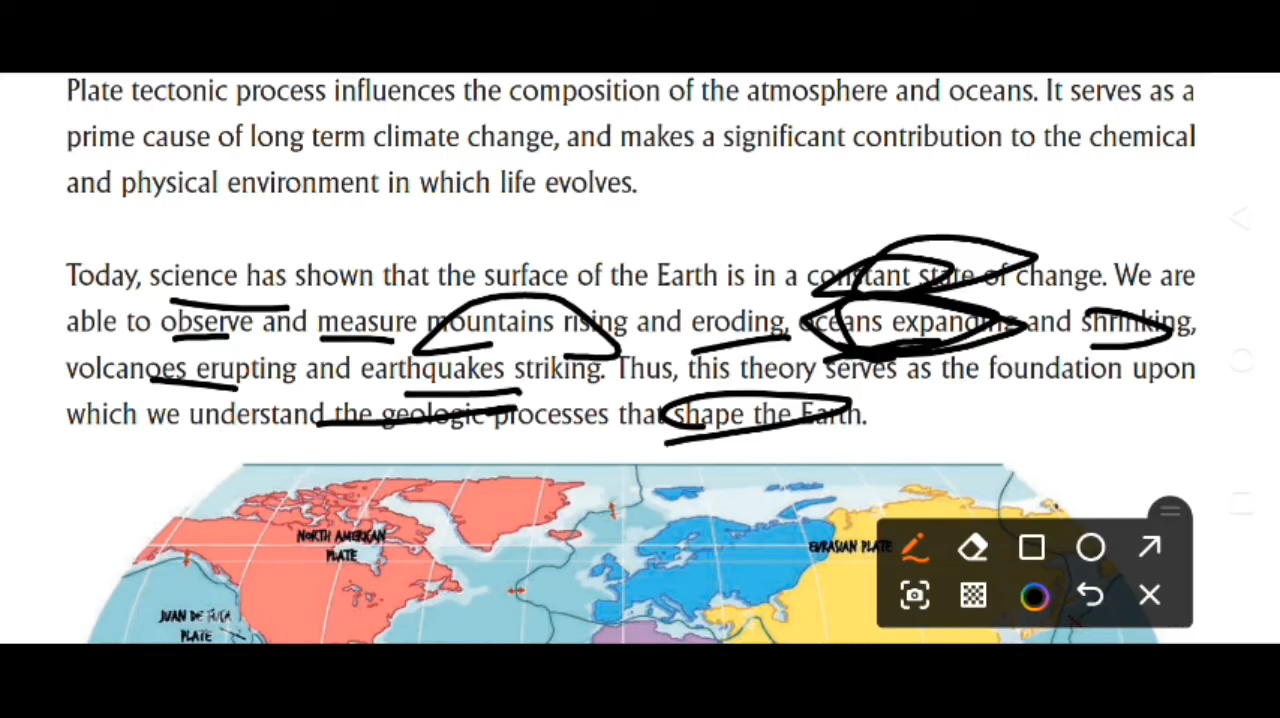 Plate tectonic process influences the composition of the atmosphere and oceans. It serves as a
prime cause of long term climate change, and makes a significant contribution to the chemical
and physical environment in which life evolves.
Today, science has shown that the surface of the Earth is in a constant state of change. We are
able to observe and measure mountains rising and eroding, oceans expanding and shrinking,
volcanoes erupting and earthquakes striking. Thus, this theory serves as the foundation upon
which we understand the geologic processes that shape the Earth.
NORTH AMERICAN
PLATE
EURASIAN PLATE
JUAN DE FUCA
PLATE